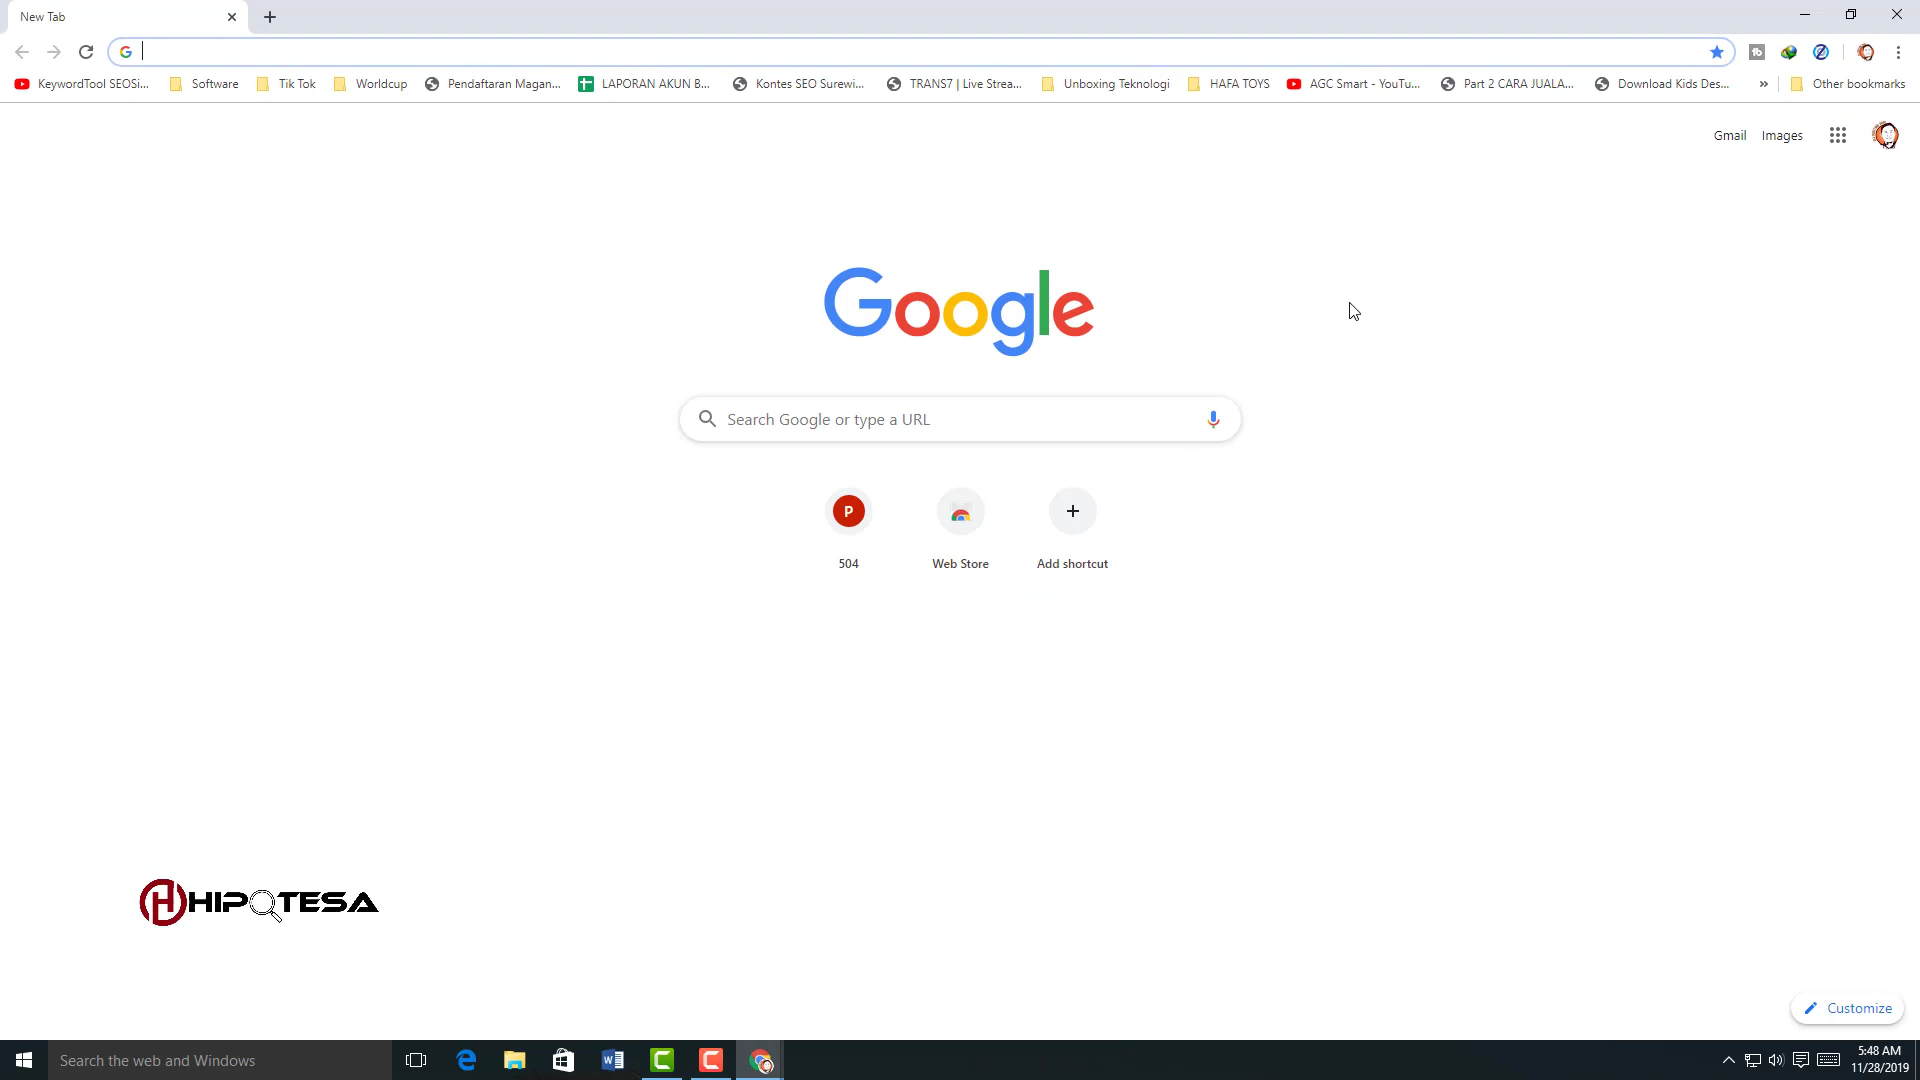 New Tab
KeywordTool SEOSi...
Software
Tik Tok
Worldcup
Pendaftaran Magan...
LAPORAN AKUN B...
Kontes SEO Surewi...
TRANS7 | Live Strea...
Unboxing Teknologi
HAFA TOYS
AGC Smart - YouTu...
Part 2 CARA JUALA...
Download Kids Des...
»
Other bookmarks
Gmail
Images
Google
Search Google or type a URL
P
504
Web Store
Add shortcut
HIPOTESA
Customize
Search the web and Windows
5:48 AM
11/28/2019